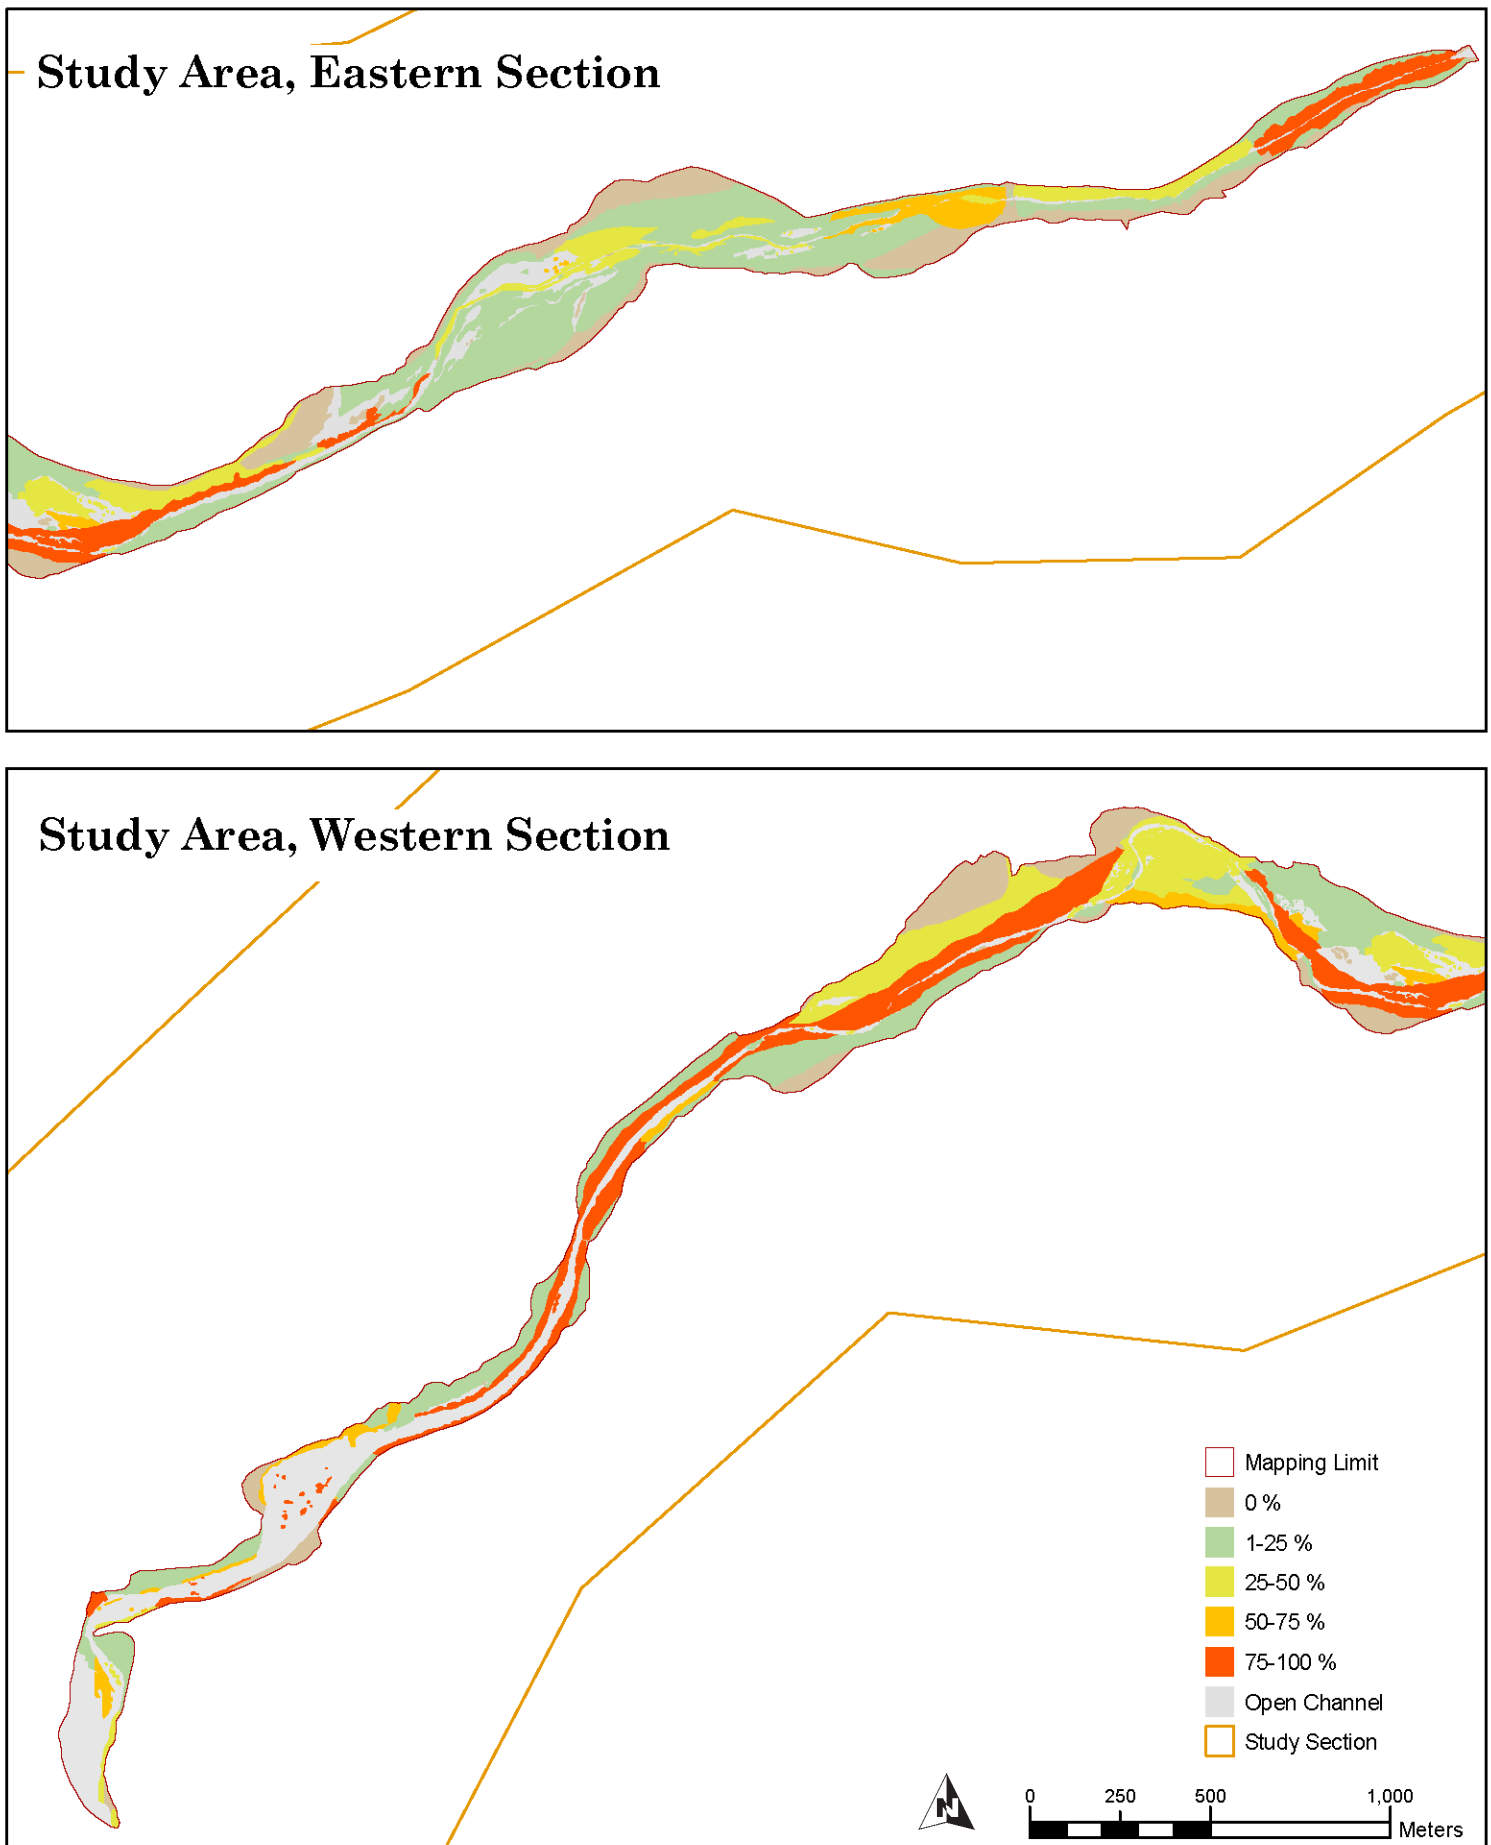 Study Area, Eastern Section
Study Area, Western Section
Mapping Limit
0 %
1-25 %
25-50 %
50-75 %
75-100 %
Open Channel
Study Section
N
0 250 500 1,000
Meters